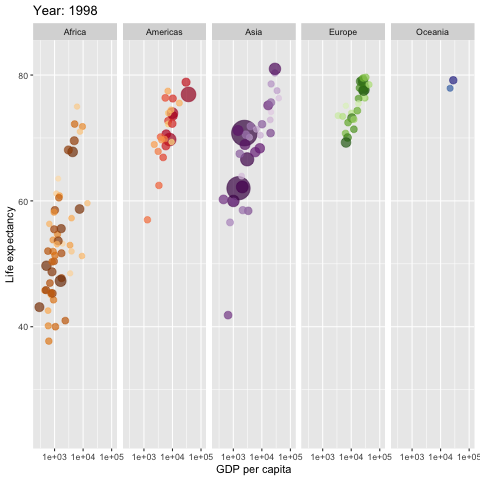 Year: 1998
Africa Americas Asia Europe Oceania
80
60
40
Life expectancy
1e+03 1e+04 1e+05 1e+03 1e+04 1e+05 1e+03 1e+04 1e+05 1e+03 1e+04 1e+05 1e+03 1e+04 1e+05
GDP per capita